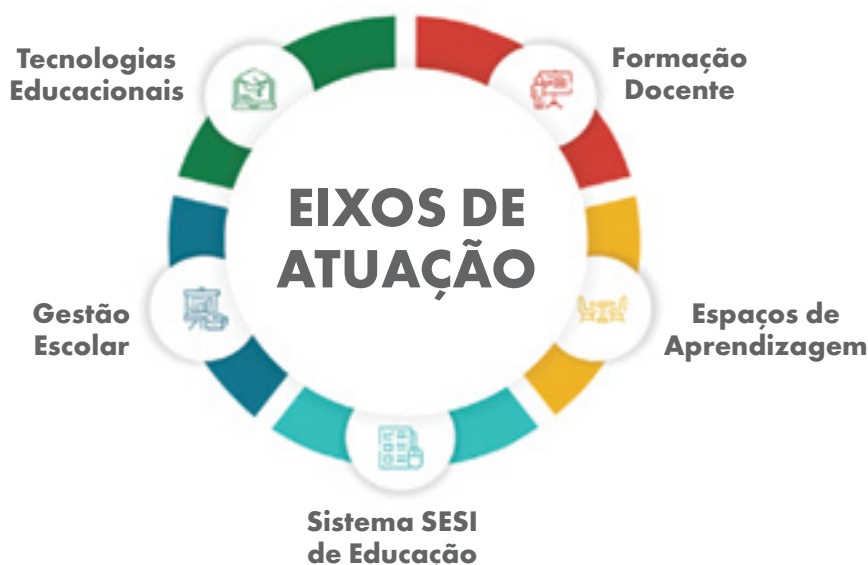 Tecnologias
Educacionais
Formação
Docente
EIXOS DE
ATUAÇÃO
Gestão
Escolar
Espaços de
Aprendizagem
Sistema SESI
de Educação